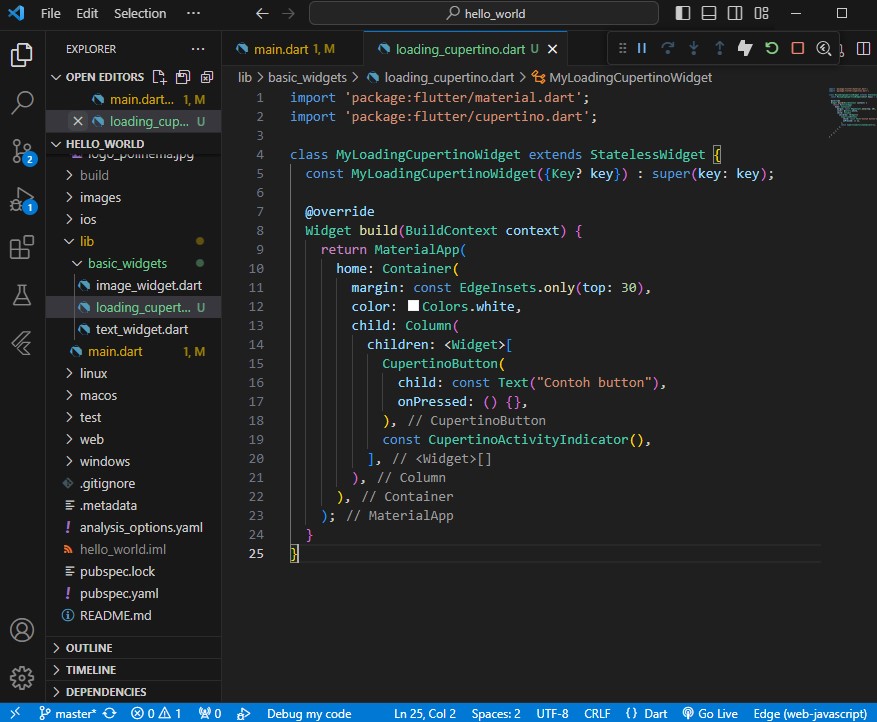 File Edit Selection ··· hello_world
EXPLORER ···
OPEN EDITORS
main.dart... 1, M
loading_cup... U
HELLO_WORLD
logo_polinema.jpg
build
images
ios
lib
basic_widgets
image_widget.dart
loading_cupert... U
text_widget.dart
main.dart 1, M
linux
macos
test
web
windows
.gitignore
.metadata
analysis_options.yaml
hello_world.iml
pubspec.lock
pubspec.yaml
README.md
OUTLINE
TIMELINE
DEPENDENCIES
2
1
main.dart 1, M
loading_cupertino.dart U
lib > basic_widgets > loading_cupertino.dart > MyLoadingCupertinoWidget
1 import 'package:flutter/material.dart';
2 import 'package:flutter/cupertino.dart';
3
4 class MyLoadingCupertinoWidget extends StatelessWidget {
5 const MyLoadingCupertinoWidget({Key? key}) : super(key: key);
6
7 @override
8 Widget build(BuildContext context) {
9 return MaterialApp(
10 home: Container(
11 margin: const EdgeInsets.only(top: 30),
12 color: Colors.white,
13 child: Column(
14 children: <Widget>[
15 CupertinoButton(
16 child: const Text("Contoh button"),
17 onPressed: () {},
18 ), // CupertinoButton
19 const CupertinoActivityIndicator(),
20 ], // <Widget>[]
21 ), // Column
22 ), // Container
23 ); // MaterialApp
24 }
25 }
master* 0 1 0 Debug my code Ln 25, Col 2 Spaces: 2 UTF-8 CRLF {} Dart Go Live Edge (web-javascript)